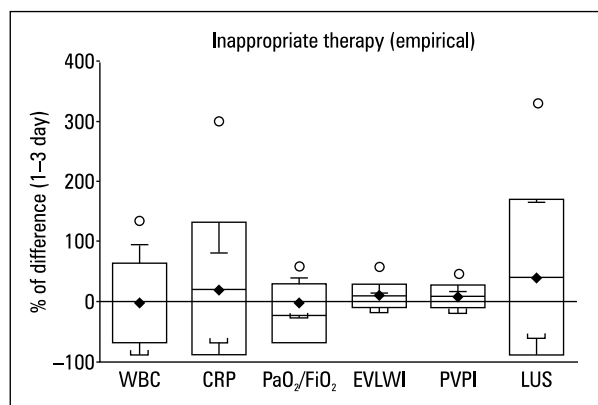 Inappropriate therapy (empirical)
% of difference (1–3 day)
400
300
200
100
0
−100
WBC CRP PaO₂/FiO₂ EVLWI PVPI LUS